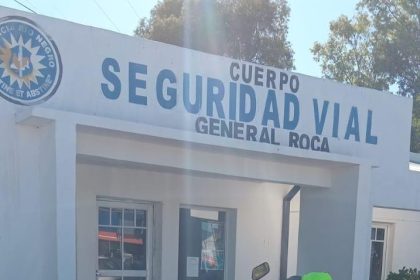 CUERPO
SEGURIDAD VIAL
GENERAL ROCA